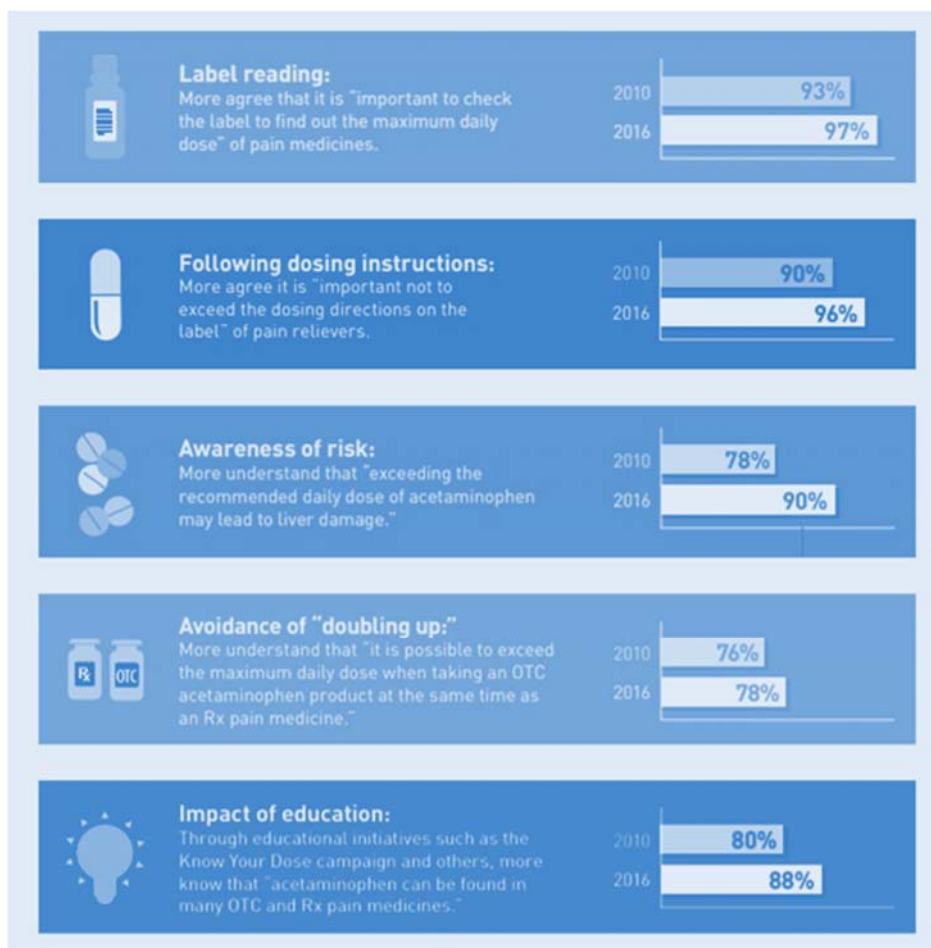 Label reading:
More agree that it is "important to check
the label to find out the maximum daily
dose" of pain medicines.
2010
93%
2016
97%
Following dosing instructions:
More agree it is "important not to
exceed the dosing directions on the
label" of pain relievers.
2010
90%
2016
96%
Awareness of risk:
More understand that "exceeding the
recommended daily dose of acetaminophen
may lead to liver damage."
2010
78%
2016
90%
Rx
OTC
Avoidance of "doubling up:"
More understand that "it is possible to exceed
the maximum daily dose when taking an OTC
acetaminophen product at the same time as
an Rx pain medicine."
2010
76%
2016
78%
Impact of education:
Through educational initiatives such as the
Know Your Dose campaign and others, more
know that "acetaminophen can be found in
many OTC and Rx pain medicines."
2010
80%
2016
88%